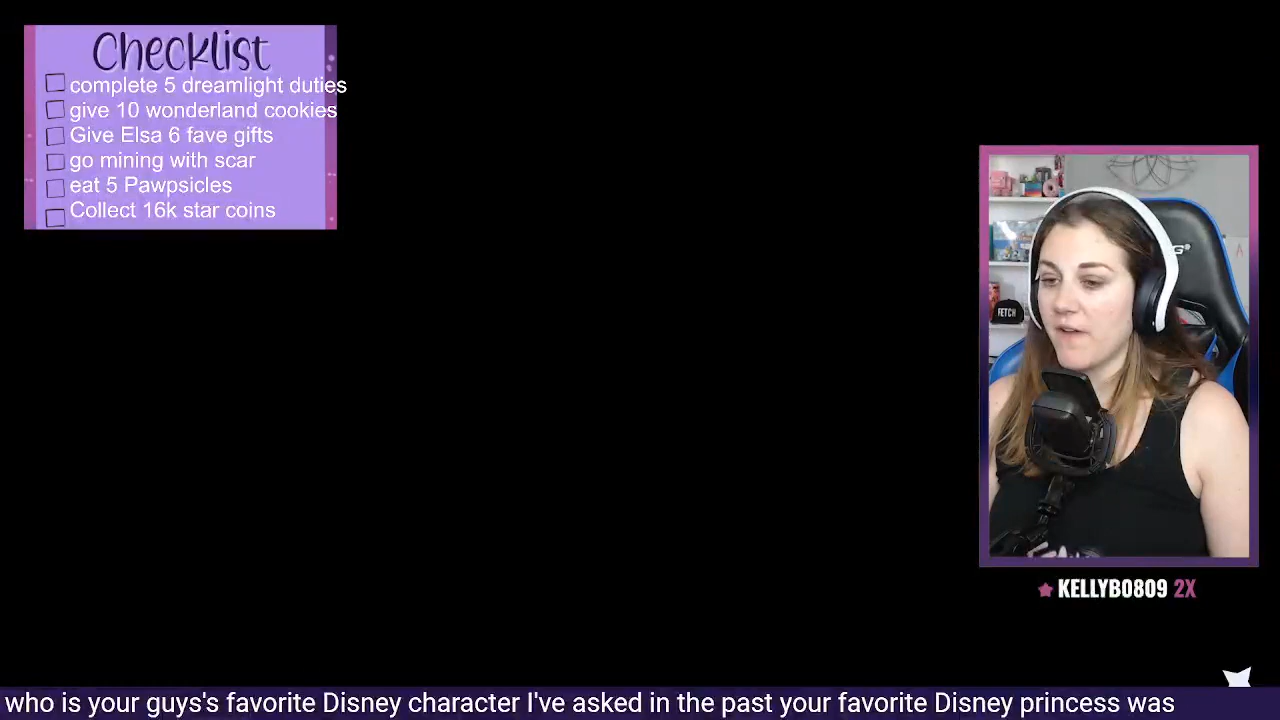 Checklist
complete 5 dreamlight duties
give 10 wonderland cookies
Give Elsa 6 fave gifts
go mining with scar
eat 5 Pawpsicles
Collect 16k star coins
G®
A
FETCH
KELLYB0809 2X
who is your guys's favorite Disney character I've asked in the past your favorite Disney princess was